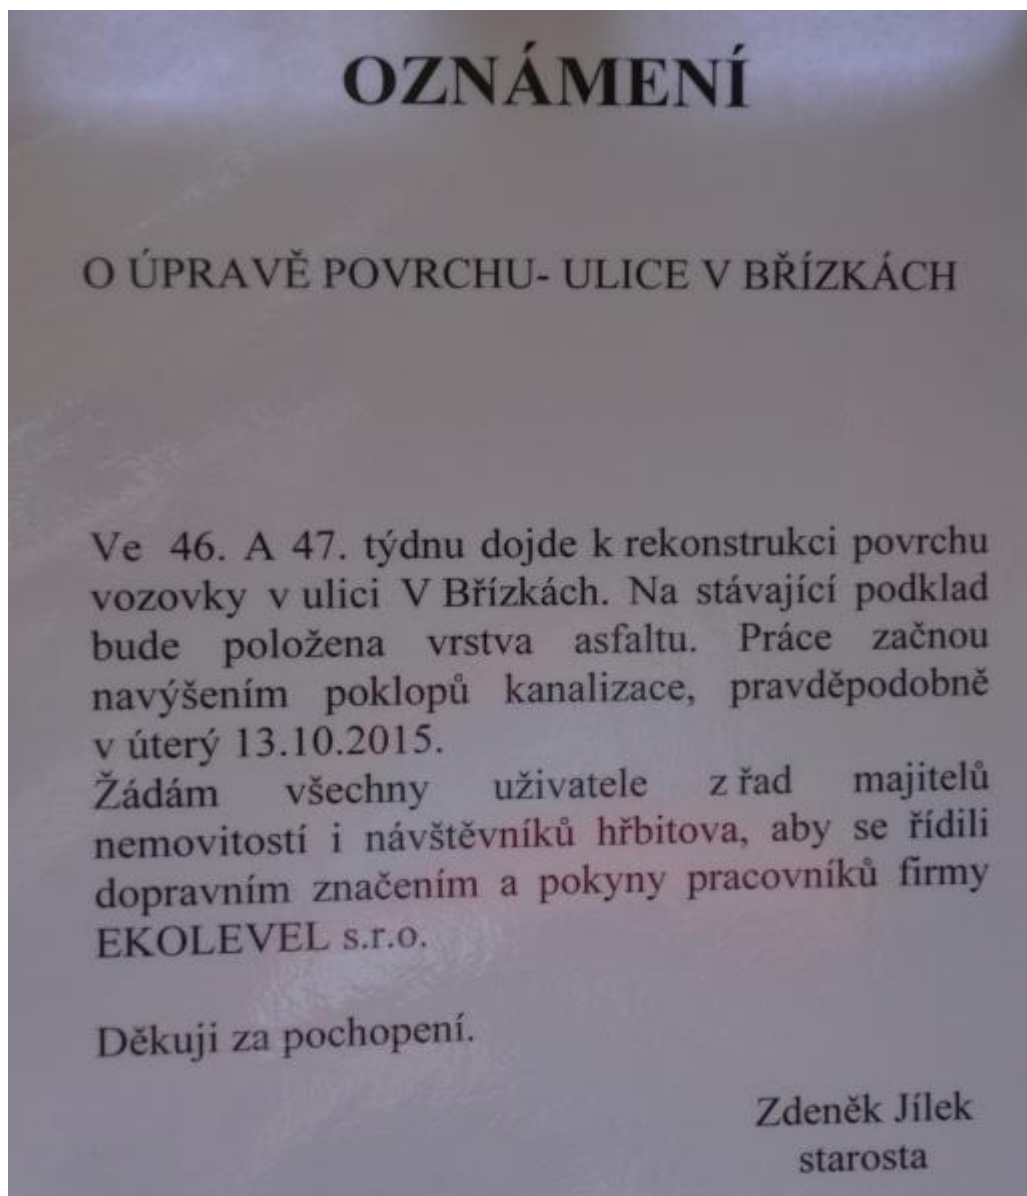 OZNÁMENÍ
O ÚPRAVĚ POVRCHU- ULICE V BŘÍZKÁCH
Ve 46. A 47. týdnu dojde k rekonstrukci povrchu
vozovky v ulici V Břízkách. Na stávající podklad
bude položena vrstva asfaltu. Práce začnou
navýšením poklopů kanalizace, pravděpodobně
v úterý 13.10.2015.
Žádám všechny uživatele z řad majitelů
nemovitostí i návštěvníků hřbitova, aby se řídili
dopravním značením a pokyny pracovníků firmy
EKOLEVEL s.r.o.
Děkuji za pochopení.
Zdeněk Jílek
starosta